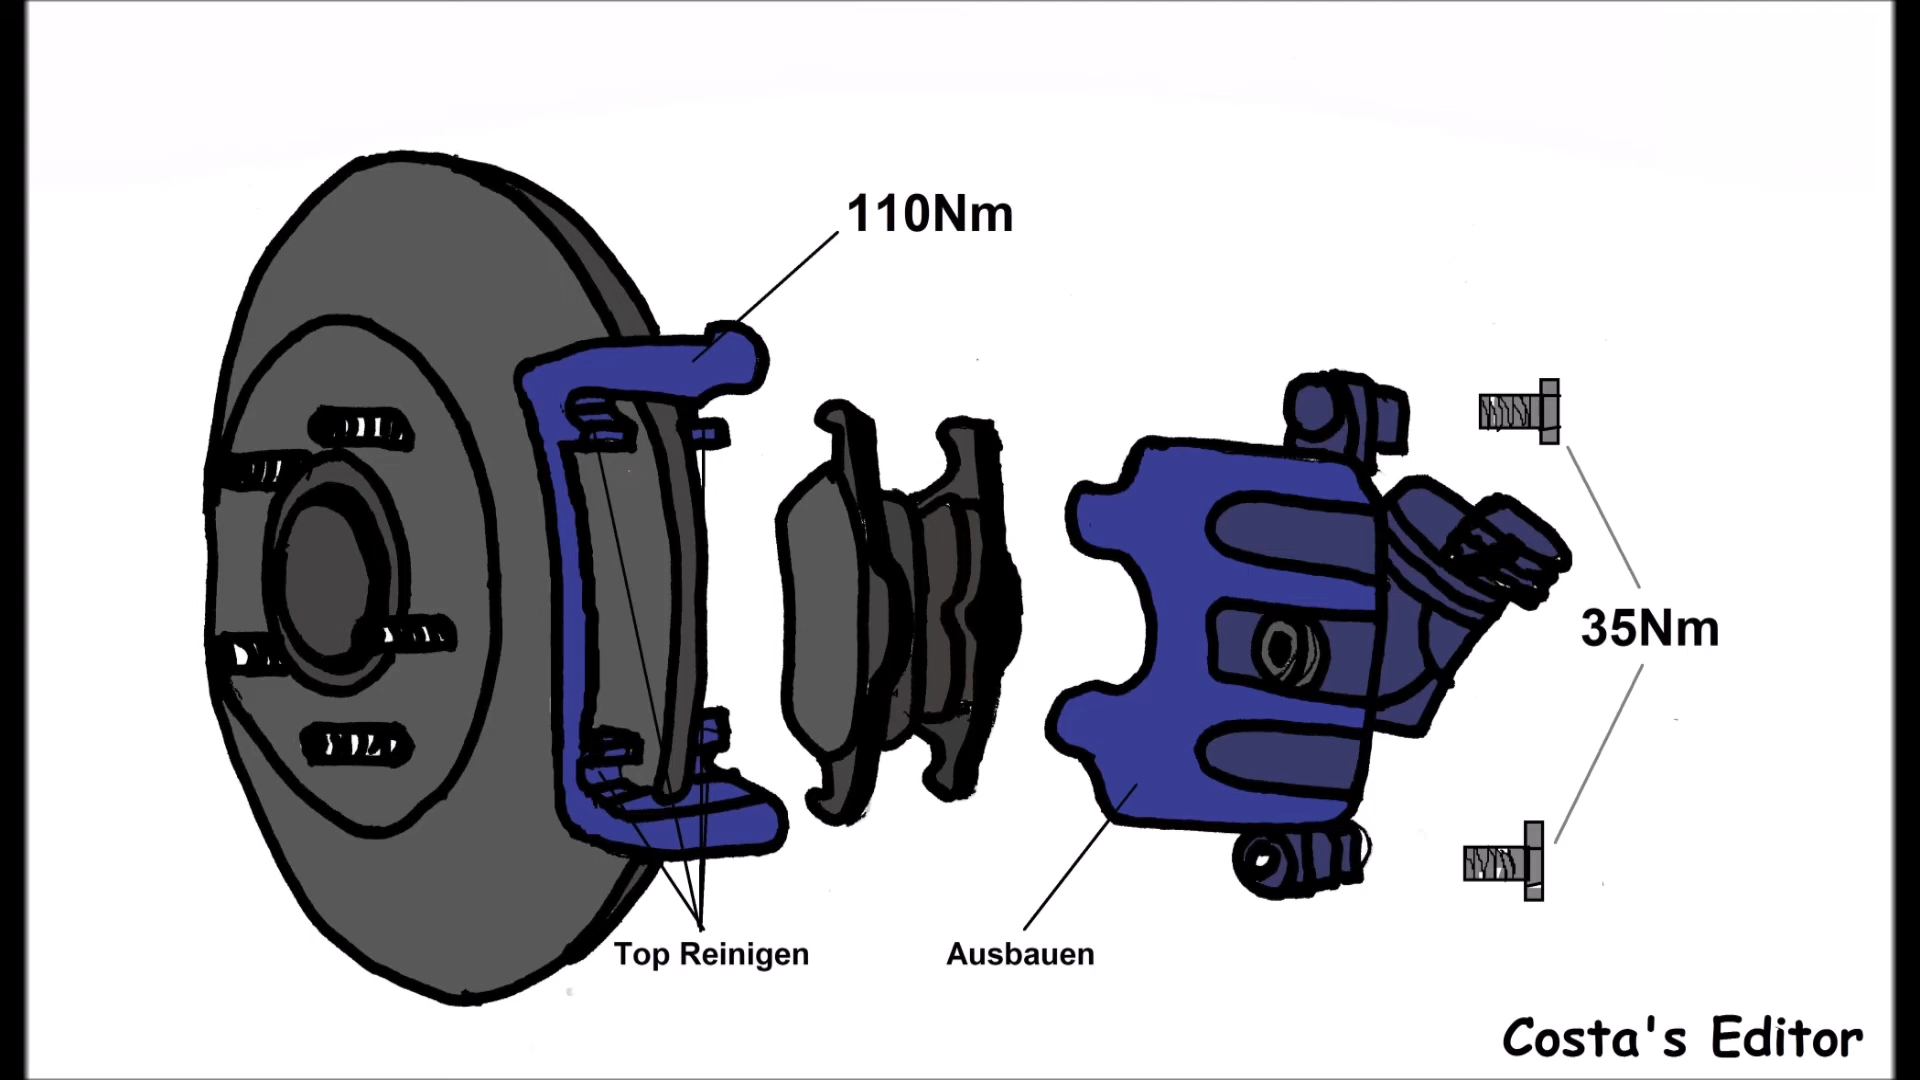 110Nm
35Nm
Top Reinigen
Ausbauen
Costa's Editor